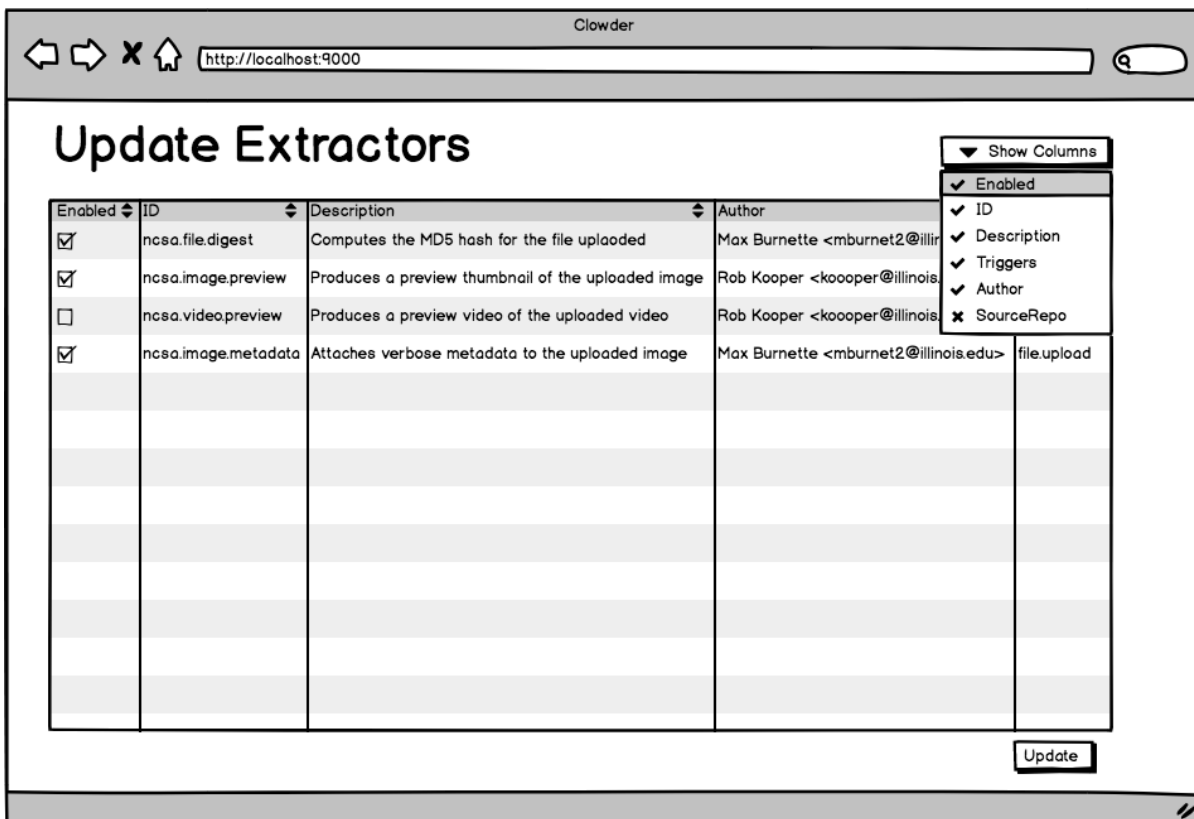 Clowder
http://localhost:9000
Update Extractors
Show Columns
Enabled
ID
Description
Triggers
Author
SourceRepo
Enabled ID Description Author
ncsa.file.digest Computes the MD5 hash for the file uplaoded Max Burnette <mburnet2@illin
ncsa.image.preview Produces a preview thumbnail of the uploaded image Rob Kooper <koooper@illinois.
ncsa.video.preview Produces a preview video of the uploaded video Rob Kooper <koooper@illinois.
ncsa.image.metadata Attaches verbose metadata to the uploaded image Max Burnette <mburnet2@illinois.edu> file.upload
Update